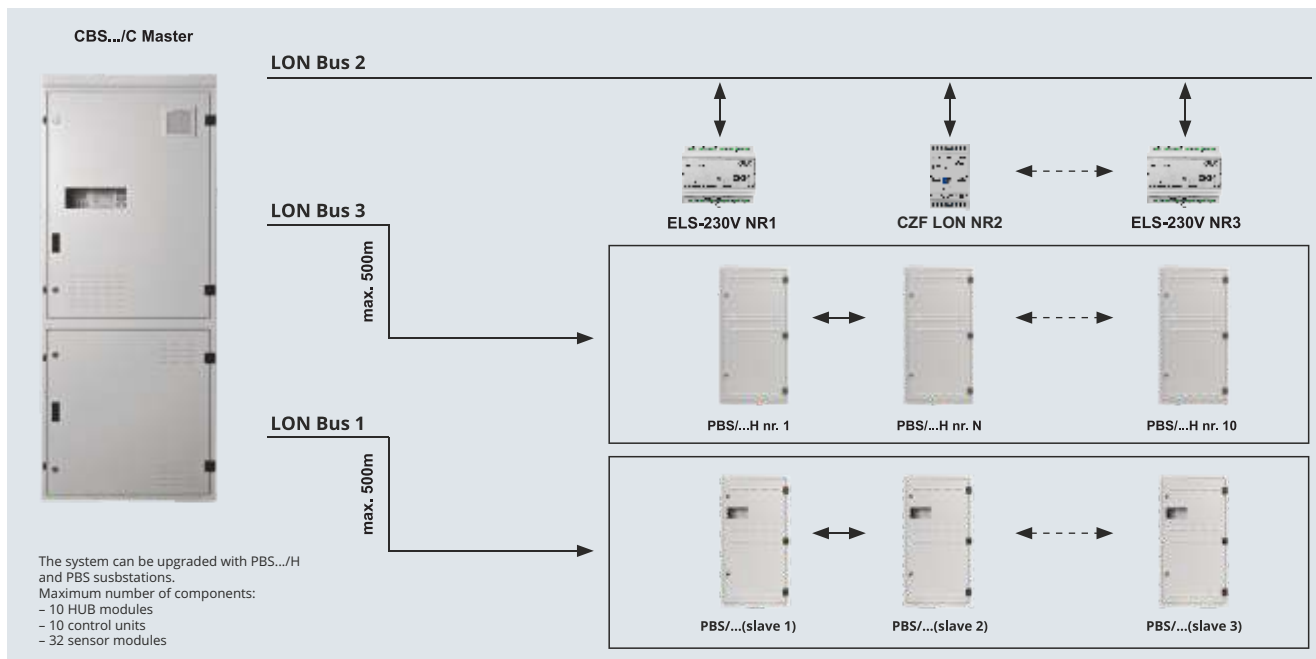 CBS.../C Master
LON Bus 2
ELS-230V NR1
CZF LON NR2
ELS-230V NR3
LON Bus 3
max. 500m
PBS/...H nr. 1
PBS/...H nr. N
PBS/...H nr. 10
LON Bus 1
max. 500m
PBS/...(slave 1)
PBS/...(slave 2)
PBS/...(slave 3)
The system can be upgraded with PBS.../H
and PBS susbstations.
Maximum number of components:
– 10 HUB modules
– 10 control units
– 32 sensor modules